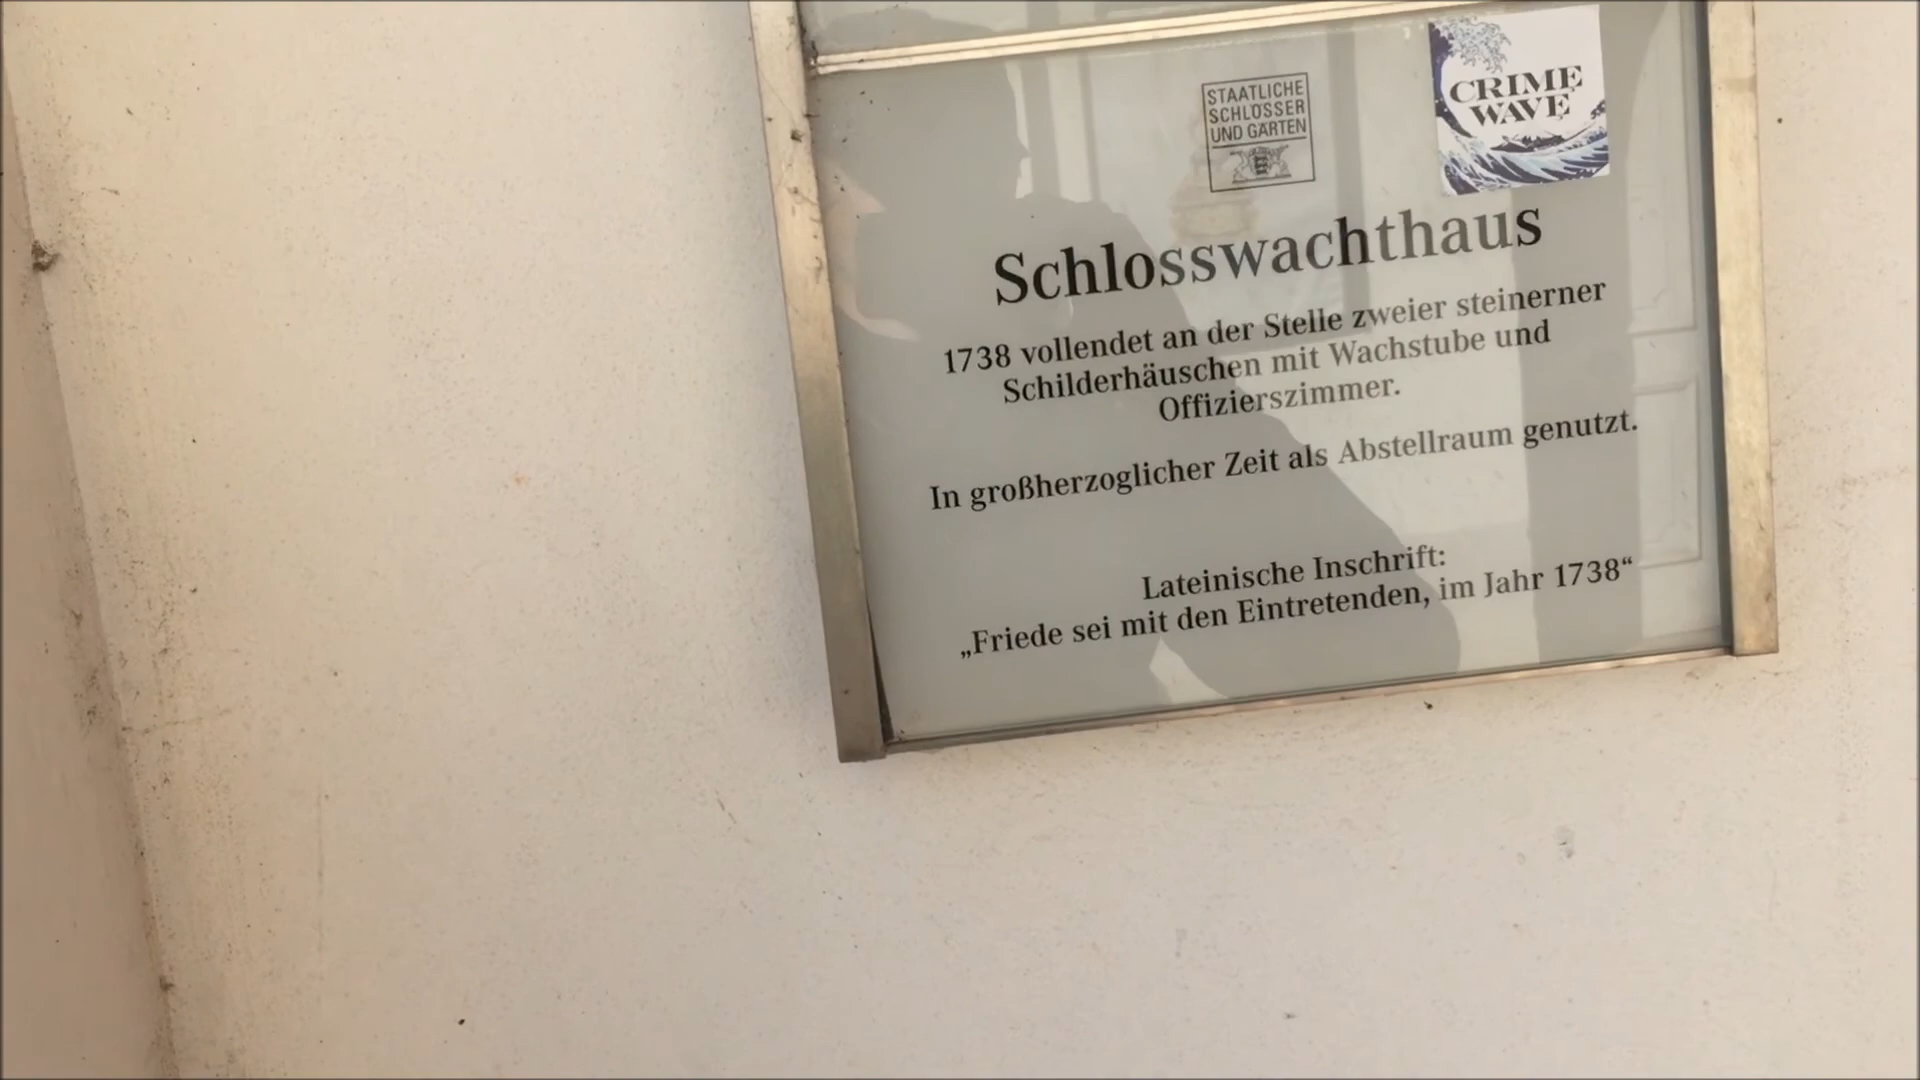 STAATLICHE
SCHLÖSSER
UND GÄRTEN
CRIME
WAVE
Schlosswachthaus
1738 vollendet an der Stelle zweier steinerner
Schilderhäuschen mit Wachstube und
Offizierszimmer.
In großherzoglicher Zeit als Abstellraum genutzt.
Lateinische Inschrift:
„Friede sei mit den Eintretenden, im Jahr 1738“